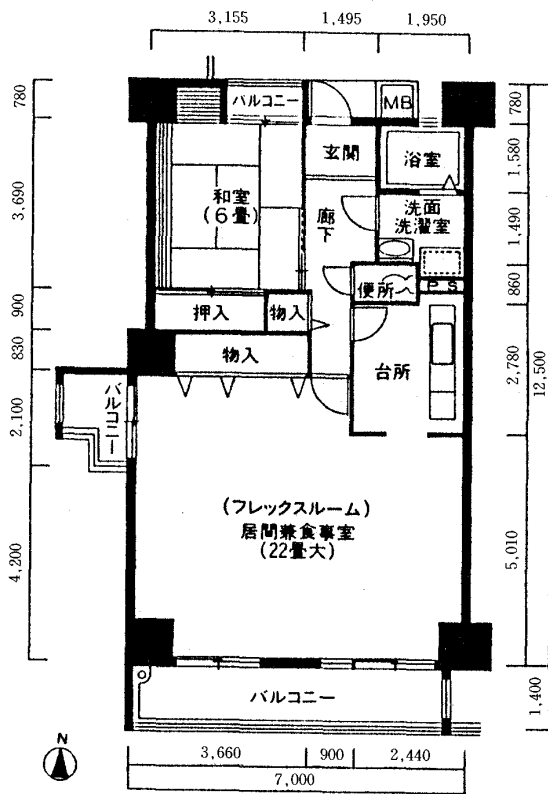 3,155
1,495
1,950
780
3,690
900
830
2,100
4,200
バルコニー
MB
玄関
浴室
和室
(6畳)
廊下
洗面
洗濯室
便所
PS
押入
物入
物入
台所
バルコニー
(フレックスルーム)
居間兼食事室
(22畳大)
バルコニー
780
1,580
1,490
860
2,780
5,010
1,400
12,500
N
3,660
900
2,440
7,000